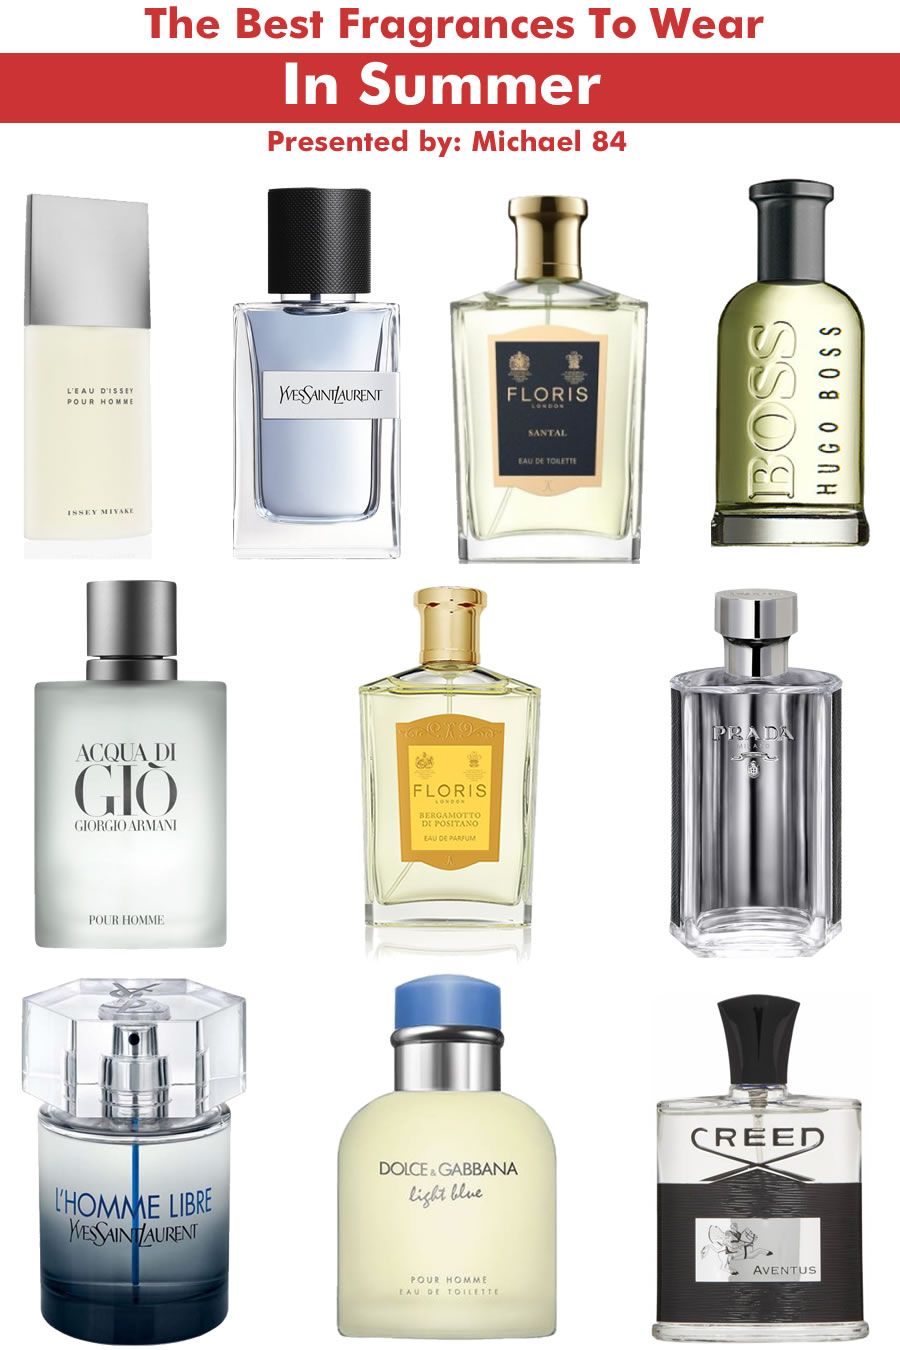 The Best Fragrances To Wear
In Summer
Presented by: Michael 84
L'EAU D'ISSEY
POUR HOMME
ISSEY MIYAKE
YVESSAINTLAURENT
FLORIS
LONDON
SANTAL
EAU DE TOILETTE
BOSS
HUGO BOSS
ACQUA DI
GIÒ
GIORGIO ARMANI
POUR HOMME
FLORIS
LONDON
BERGAMOTTO
DI POSITANO
EAU DE PARFUM
PRADA
MILANO
L'HOMME LIBRE
YVESSAINTLAURENT
DOLCE & GABBANA
light blue
POUR HOMME
EAU DE TOILETTE
CREED
AVENTUS